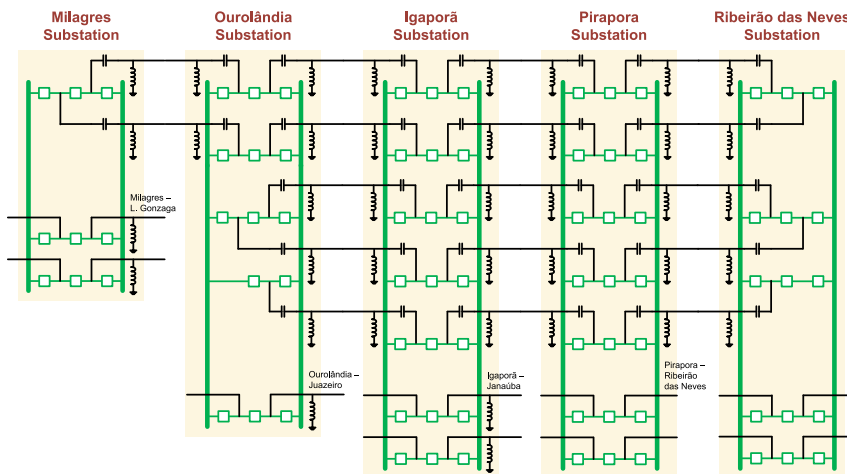 Milagres
Substation
Ourolândia
Substation
Igaporã
Substation
Pirapora
Substation
Ribeirão das Neves
Substation
Milagres –
L. Gonzaga
Ourolândia –
Juazeiro
Igaporã
–Janaúba
Pirapora –
Ribeirão
das Neves